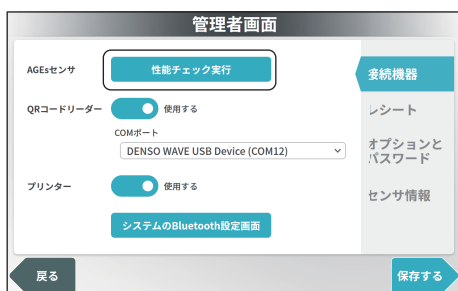 管理者画面
AGEsセンサ
性能チェック実行
QRコードリーダー
使用する
COMポート
DENSO WAVE USB Device (COM12)
プリンター
使用する
システムのBluetooth設定画面
接続機器
レシート
オプションと
パスワード
センサ情報
戻る
保存する